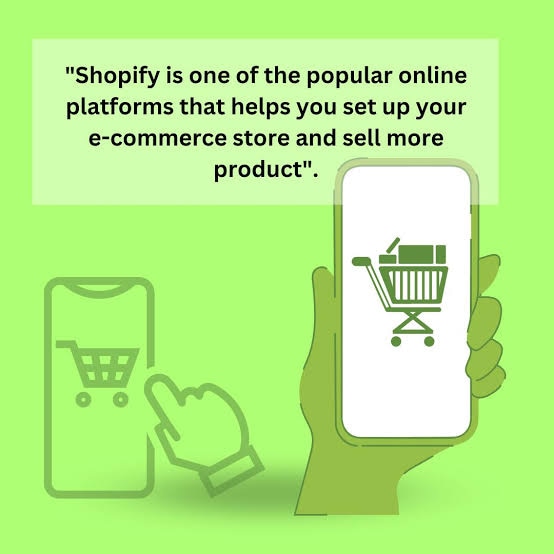 "Shopify is one of the popular online
platforms that helps you set up your
e-commerce store and sell more
product".